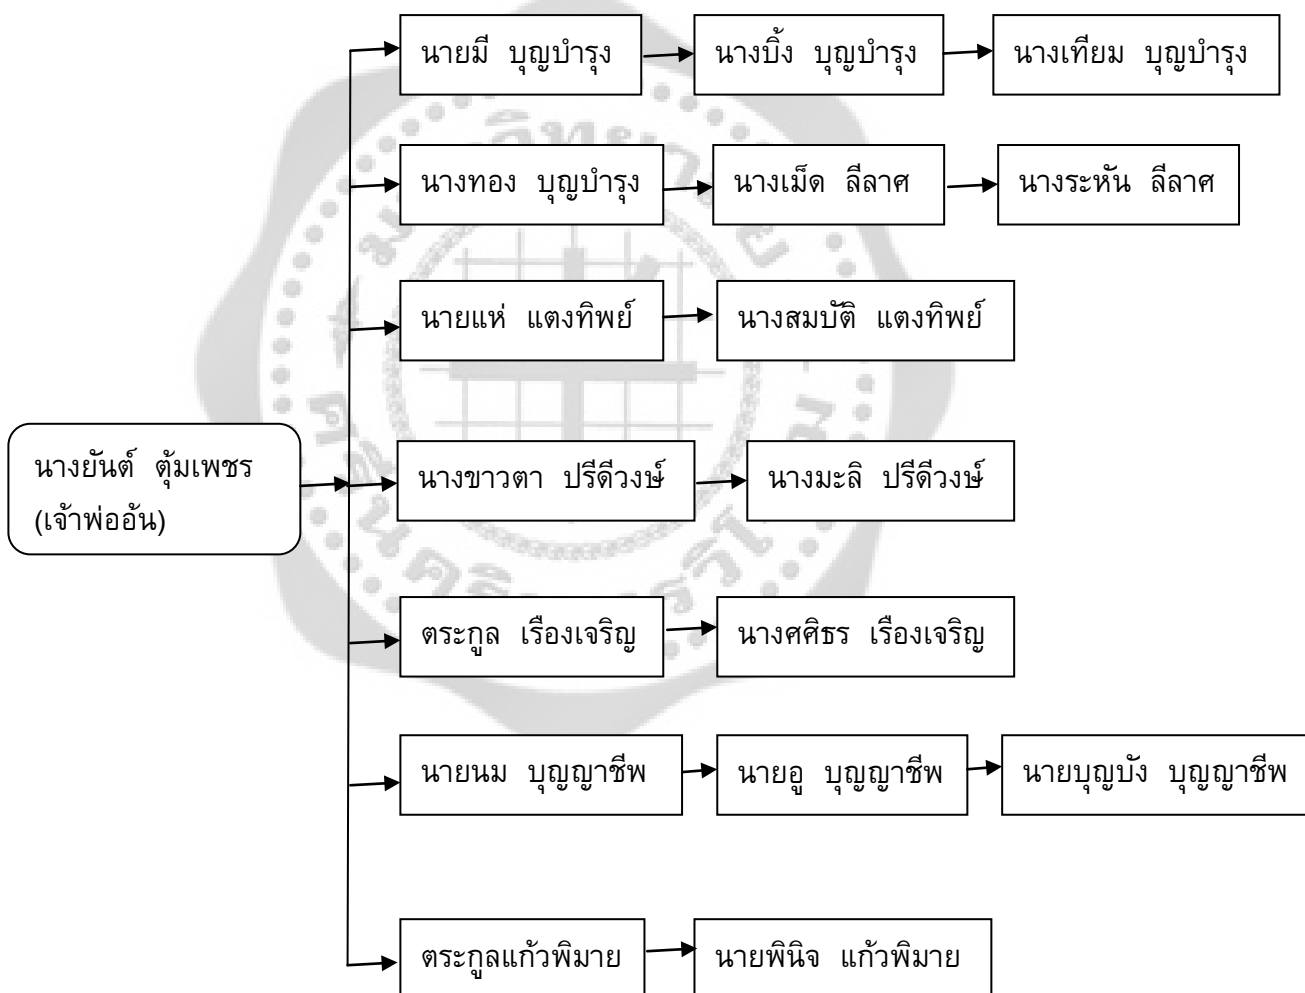 นายมี บุญบำรุง นางบิ้ง บุญบำรุง นางเทียม บุญบำรุง
นางทอง บุญบำรุง นางเม็ด ลีลาศ นางระหัน ลีลาศ
นายแห่ แตงทิพย์ นางสมบัติ แตงทิพย์
นางยันต์ ตุ้มเพชร
(เจ้าพ่ออ้น)
นางขาวตา ปรีดีวงษ์ นางมะลิ ปรีดีวงษ์
ตระกูล เรืองเจริญ นางศศิธร เรืองเจริญ
นายนม บุญญาชีพ นายอู บุญญาชีพ นายบุญบัง บุญญาชีพ
ตระกูลแก้วพิมาย นายพินิจ แก้วพิมาย